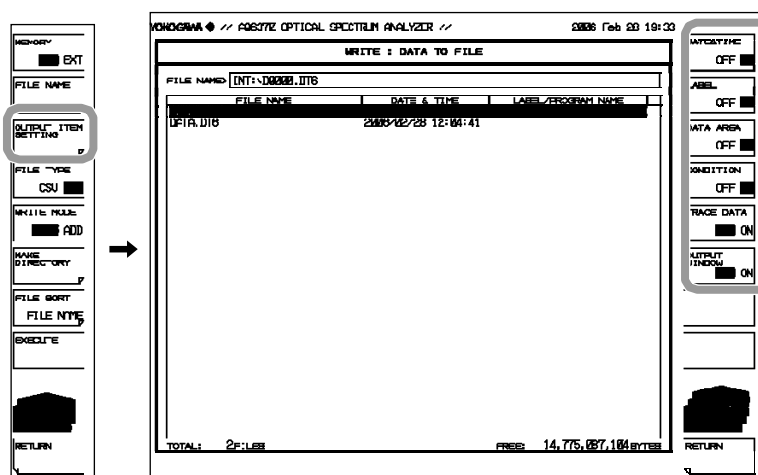 MEMORY
EXT
FILE NAME
OUTPUT ITEM
SETTING
FILE TYPE
CSV
WRITE MODE
ADD
MAKE
DIRECTORY
FILE SORT
FILE NAME
EXECUTE
RETURN
YOKOGAWA // AQ6377E OPTICAL SPECTRUM ANALYZER // 2006 Feb 28 19:33
WRITE : DATA TO FILE
FILE NAME INT:\D0000.DT6
FILE NAME DATE & TIME LABEL/PROGRAM NAME
DATA.DT6 2006/02/28 12:04:41
TOTAL: 2FILES FREE: 14,775,087,104BYTES
DATE&TIME
OFF
LABEL
OFF
DATA AREA
OFF
CONDITION
OFF
TRACE DATA
ON
OUTPUT
WINDOW
ON
RETURN